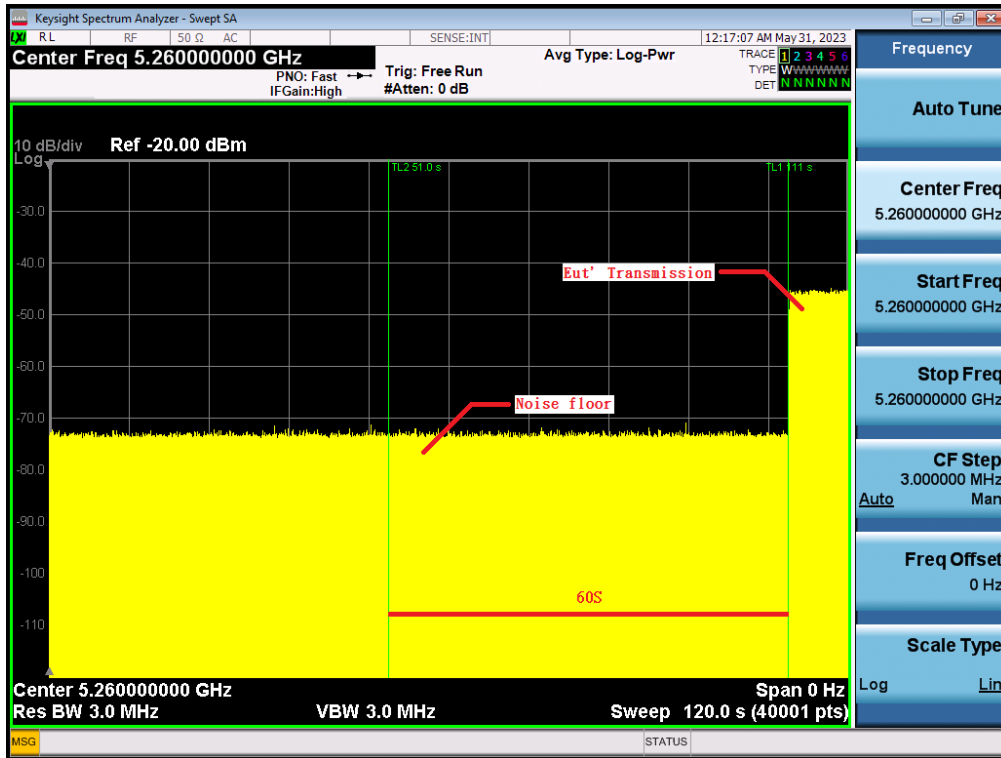 Keysight Spectrum Analyzer - Swept SA
LXI RL RF 50 Ω AC SENSE:INT 12:17:07 AM May 31, 2023
Center Freq 5.260000000 GHz
PNO: Fast
IFGain:High
Trig: Free Run
#Atten: 0 dB
Avg Type: Log-Pwr
TRACE 1 2 3 4 5 6
TYPE WWWWWW
DET N N N N N N
10 dB/div Ref -20.00 dBm
Log
TL2 51.0 s
TL1 111 s
-30.0
-40.0
-50.0
-60.0
-70.0
-80.0
-90.0
-100
-110
Eut' Transmission
Noise floor
60S
Center 5.260000000 GHz Span 0 Hz
Res BW 3.0 MHz VBW 3.0 MHz Sweep 120.0 s (40001 pts)
MSG STATUS
Frequency
Auto Tune
Center Freq
5.260000000 GHz
Start Freq
5.260000000 GHz
Stop Freq
5.260000000 GHz
CF Step
3.000000 MHz
Auto Man
Freq Offset
0 Hz
Scale Type
Log Lin